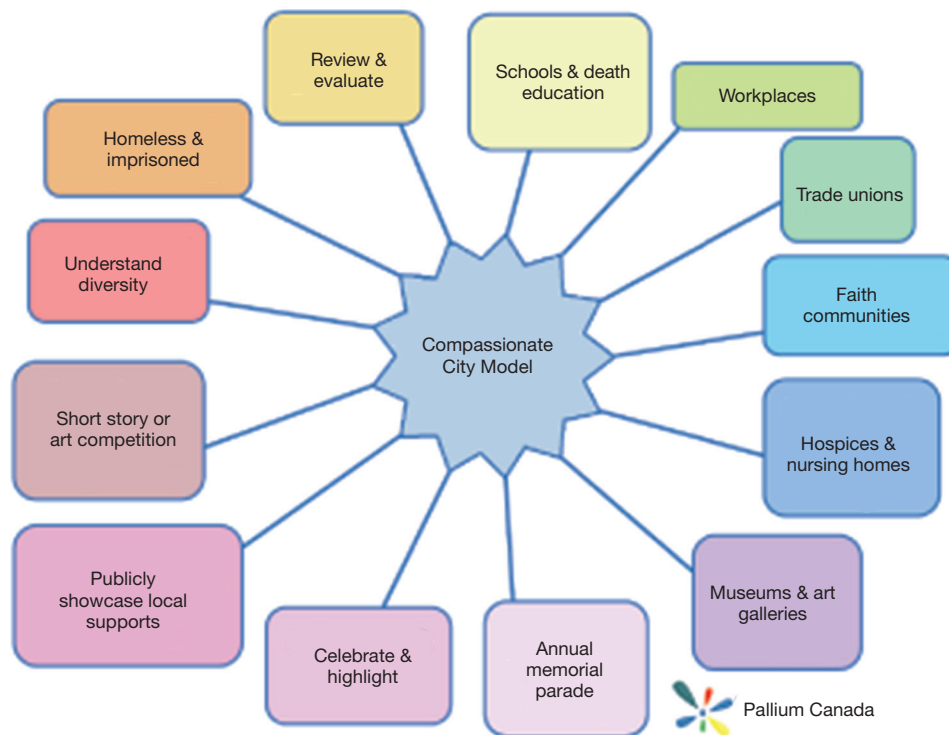 Review &
evaluate
Schools & death
education
Workplaces
Homeless &
imprisoned
Trade unions
Understand
diversity
Faith
communities
Compassionate
City Model
Short story or
art competition
Hospices &
nursing homes
Publicly
showcase local
supports
Museums & art
galleries
Celebrate &
highlight
Annual
memorial
parade
Pallium Canada